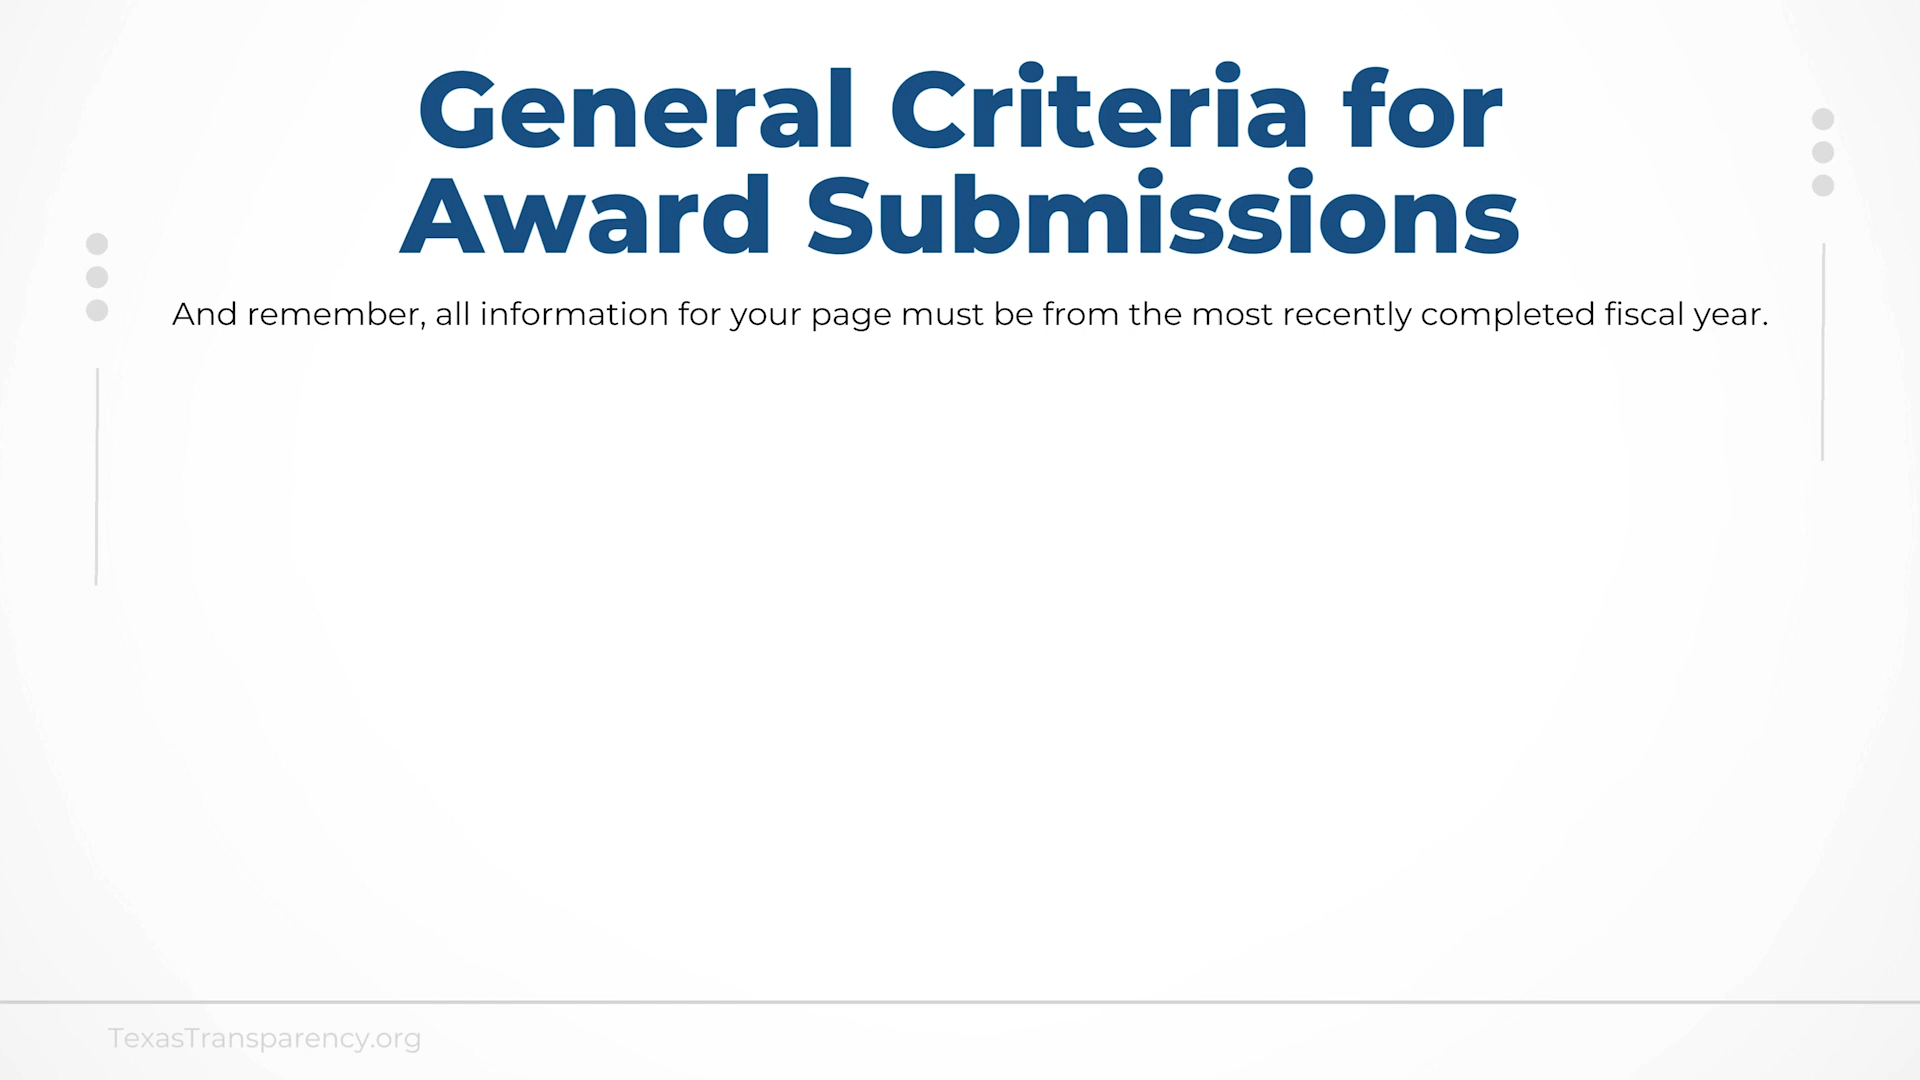 General Criteria for
Award Submissions
And remember, all information for your page must be from the most recently completed fiscal year.
TexasTransparency.org